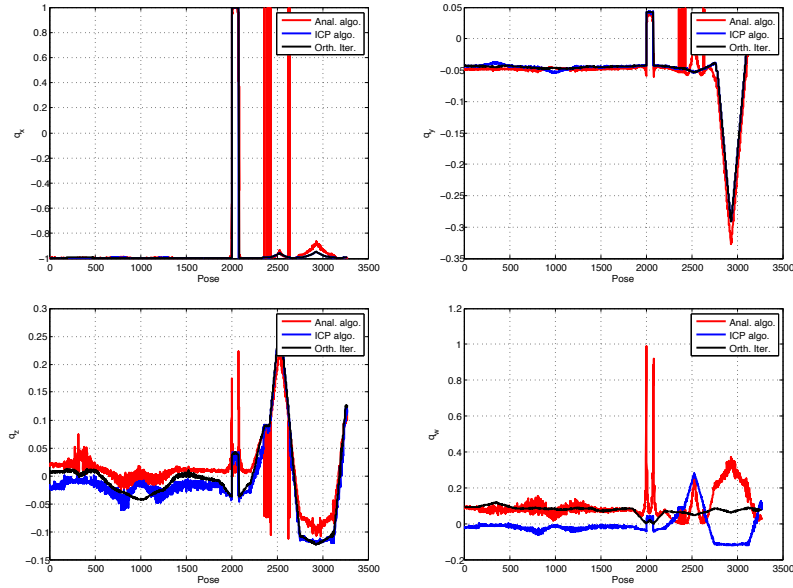 1
0.8
0.6
0.4
0.2
0
−0.2
−0.4
−0.6
−0.8
−1
q_x
0 500 1000 1500 2000 2500 3000 3500
Pose
Anal. algo.
ICP algo.
Orth. Iter.
0.05
0
−0.05
−0.1
−0.15
−0.2
−0.25
−0.3
−0.35
q_y
0 500 1000 1500 2000 2500 3000 3500
Pose
Anal. algo.
ICP algo.
Orth. Iter.
0.3
0.25
0.2
0.15
0.1
0.05
0
−0.05
−0.1
−0.15
q_z
0 500 1000 1500 2000 2500 3000 3500
Pose
Anal. algo.
ICP algo.
Orth. Iter.
1.2
1
0.8
0.6
0.4
0.2
0
−0.2
q_w
0 500 1000 1500 2000 2500 3000 3500
Pose
Anal. algo.
ICP algo.
Orth. Iter.